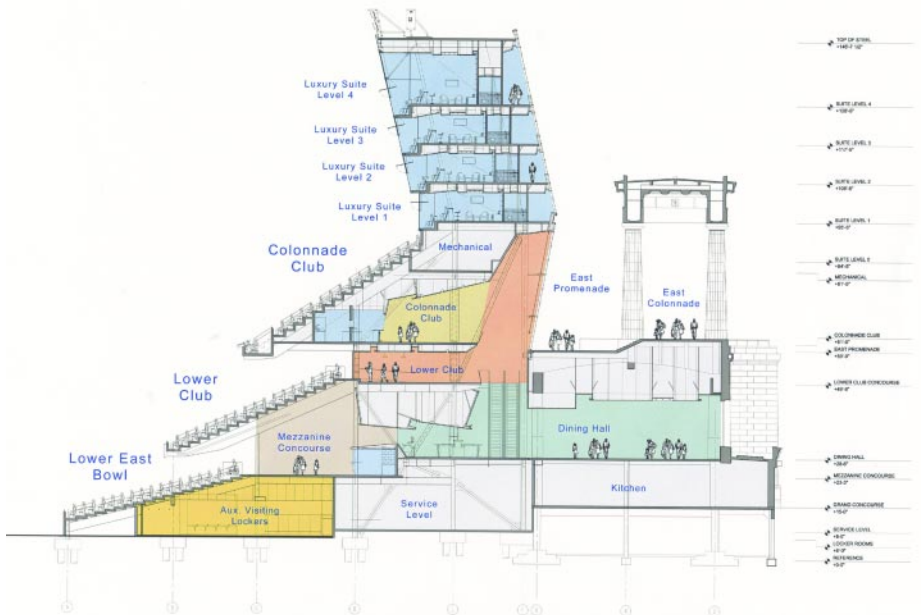 Luxury Suite
Level 4
Luxury Suite
Level 3
Luxury Suite
Level 2
Luxury Suite
Level 1
Mechanical
Colonnade
Club
Colonnade
Club
East
Promenade
East
Colonnade
Lower
Club
Lower Club
Lower East
Bowl
Mezzanine
Concourse
Dining Hall
Aux. Visiting
Lockers
Service
Level
Kitchen
TOP OF STEEL
SUITE LEVEL 4
SUITE LEVEL 3
SUITE LEVEL 2
SUITE LEVEL 1
MECHANICAL
COLONNADE CLUB
EAST PROMENADE
LOWER CLUB CONCOURSE
DINING HALL
MEZZANINE CONCOURSE
GRAND CONCOURSE
SERVICE LEVEL
LOCKER ROOMS
REFERENCE